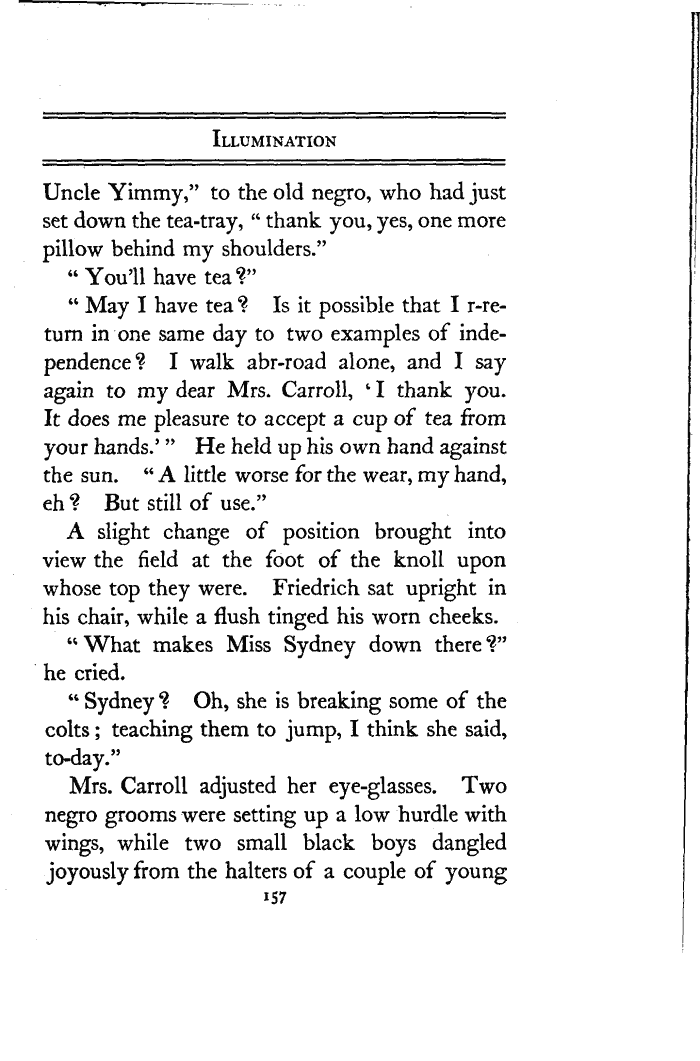 Illumination
Uncle Yimmy,” to the old negro, who had just
set down the tea-tray, “ thank you, yes, one more
pillow behind my shoulders.”
“ You'll have tea?”
“ May I have tea? Is it possible that I r-re-
turn in one same day to two examples of inde-
pendence? I walk abr-road alone, and I say
again to my dear Mrs. Carroll, ‘ I thank you.
It does me pleasure to accept a cup of tea from
your hands.’ ” He held up his own hand against
the sun. “ A little worse for the wear, my hand,
eh? But still of use.”
A slight change of position brought into
view the field at the foot of the knoll upon
whose top they were. Friedrich sat upright in
his chair, while a flush tinged his worn cheeks.
“ What makes Miss Sydney down there?”
he cried.
“ Sydney? Oh, she is breaking some of the
colts; teaching them to jump, I think she said,
to-day.”
Mrs. Carroll adjusted her eye-glasses. Two
negro grooms were setting up a low hurdle with
wings, while two small black boys dangled
joyously from the halters of a couple of young
157